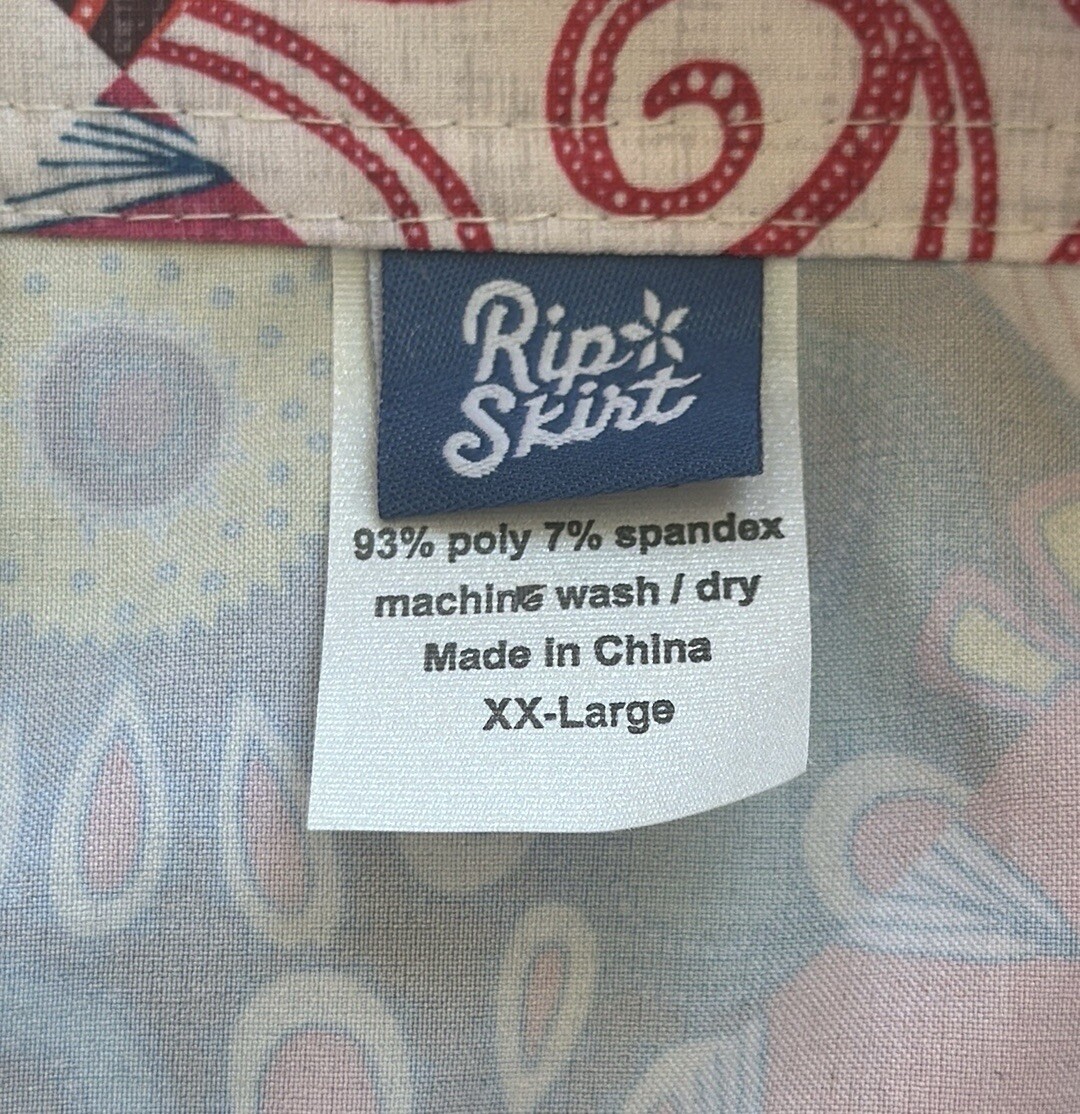 Rip
Skirt
93% poly 7% spandex
machine wash / dry
Made in China
XX-Large